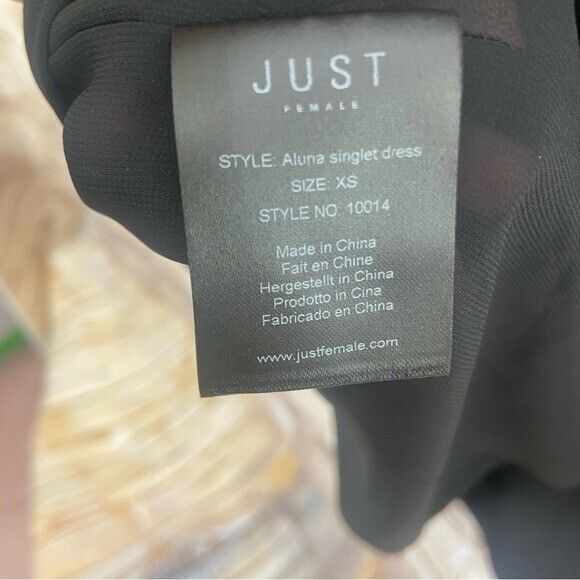 JUST
FEMALE
STYLE: Aluna singlet dress
SIZE: XS
STYLE NO: 10014
Made in China
Fait en Chine
Hergestellt in China
Prodotto in Cina
Fabricado en China
www.justfemale.com